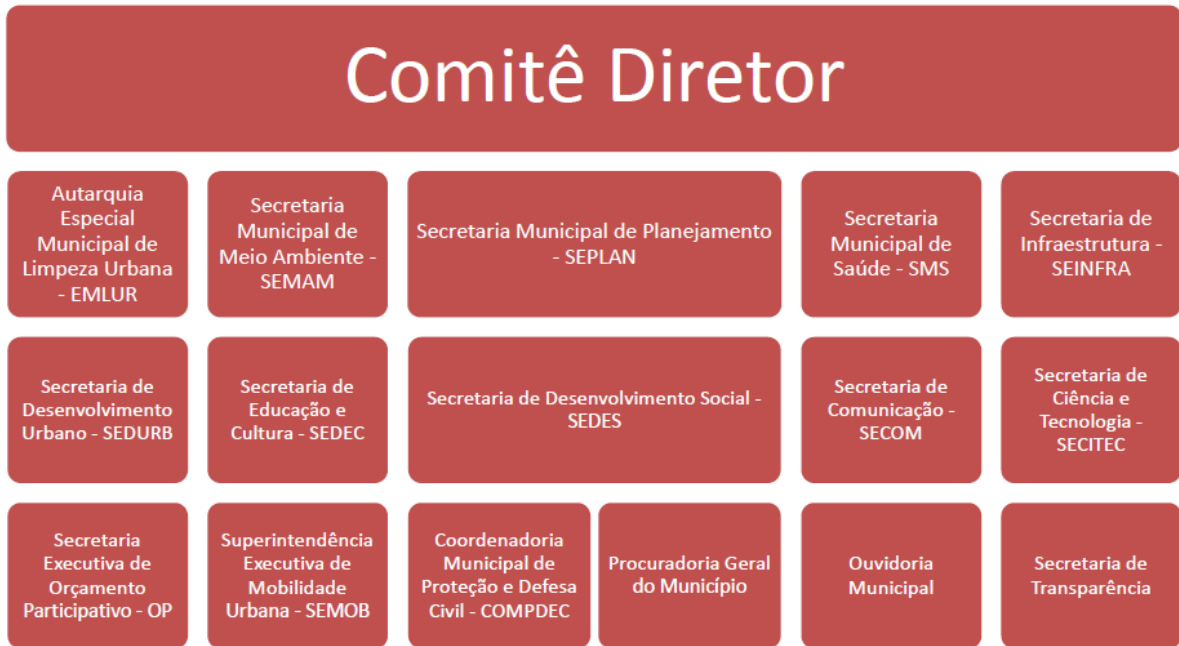 Comitê Diretor
Autarquia
Especial
Municipal de
Limpeza Urbana
- EMLUR
Secretaria
Municipal de
Meio Ambiente -
SEMAM
Secretaria Municipal de Planejamento
- SEPLAN
Secretaria
Municipal de
Saúde - SMS
Secretaria de
Infraestrutura -
SEINFRA
Secretaria de
Desenvolvimento
Urbano - SEDURB
Secretaria de
Educação e
Cultura - SEDEC
Secretaria de Desenvolvimento Social -
SEDES
Secretaria de
Comunicação -
SECOM
Secretaria de
Ciência e
Tecnologia -
SECITEC
Secretaria
Executiva de
Orçamento
Participativo - OP
Superintendência
Executiva de
Mobilidade
Urbana - SEMOB
Coordenadoria
Municipal de
Proteção e Defesa
Civil - COMPDEC
Procuradoria Geral
do Município
Ouvidoria
Municipal
Secretaria de
Transparência